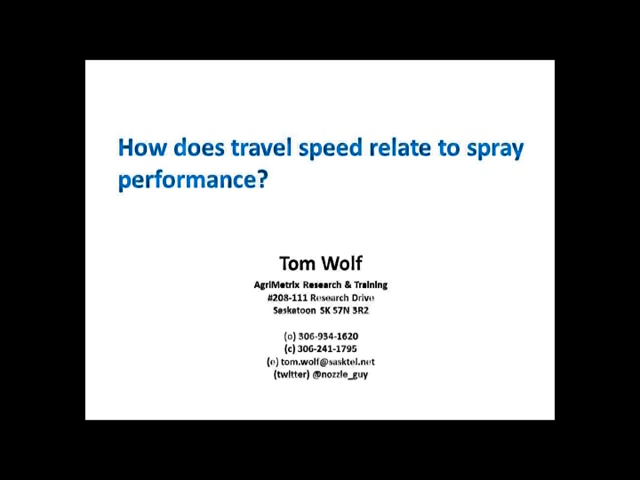 How does travel speed relate to spray
performance?
Tom Wolf
AgriMetrix Research & Training
#208-111 Research Drive
Saskatoon SK S7N 3R2
(o) 306-934-1620
(c) 306-241-1795
(e) tom.wolf@sasktel.net
(twitter) @nozzle_guy